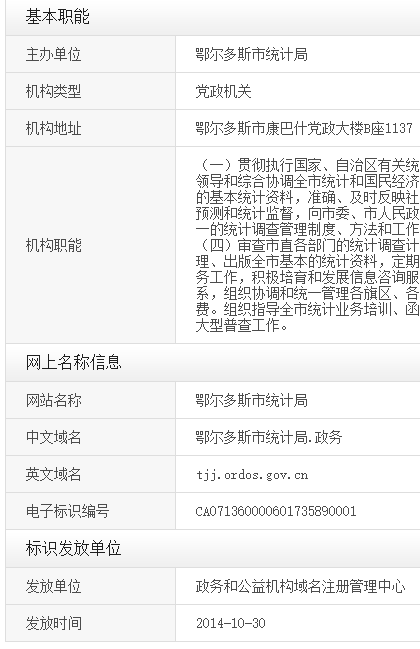 基本职能
主办单位 鄂尔多斯市统计局
机构类型 党政机关
机构地址 鄂尔多斯市康巴什党政大楼B座1137
机构职能
（一）贯彻执行国家、自治区有关统
领导和综合协调全市统计和国民经济
的基本统计资料，准确、及时反映社
预测和统计监督，向市委、市人民政
一的统计调查管理制度、方法和工作
（四）审查市直各部门的统计调查计
理、出版全市基本的统计资料，定期
务工作，积极培育和发展信息咨询服
系，组织协调和统一管理各旗区、各
费。组织指导全市统计业务培训、函
大型普查工作。
网上名称信息
网站名称 鄂尔多斯市统计局
中文域名 鄂尔多斯市统计局.政务
英文域名 tjj.ordos.gov.cn
电子标识编号 CA071360000601735890001
标识发放单位
发放单位 政务和公益机构域名注册管理中心
发放时间 2014-10-30